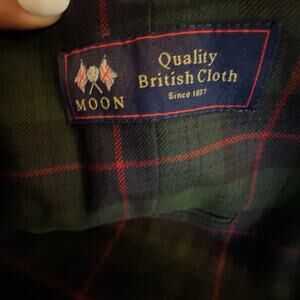 Quality
British Cloth
Since 1837
MOON